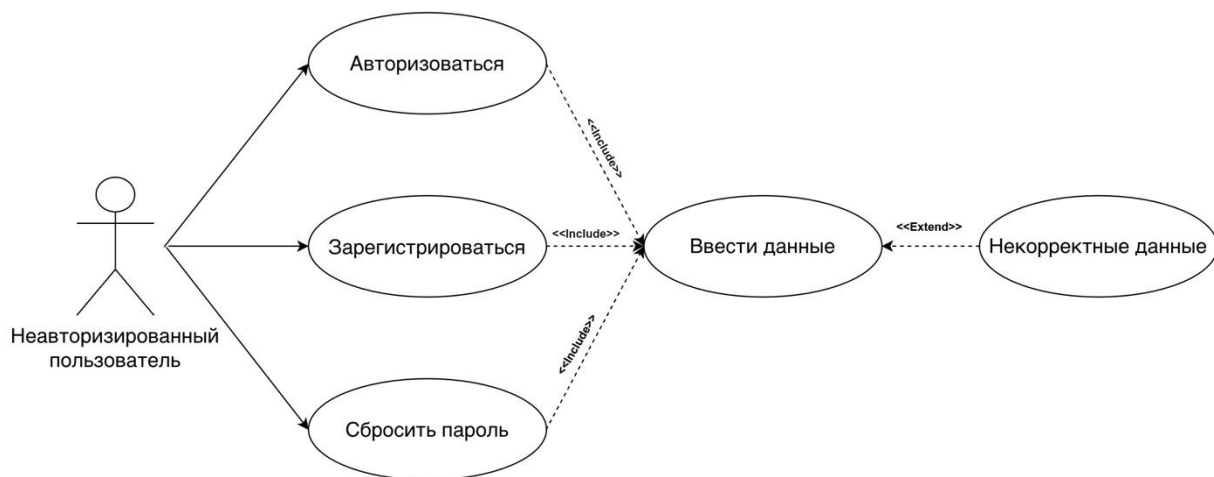 Авторизоваться
<<Include>>
Неавторизированный
пользователь
Зарегистрироваться
<<Include>>
Ввести данные
<<Extend>>
Некорректные данные
<<Include>>
Сбросить пароль